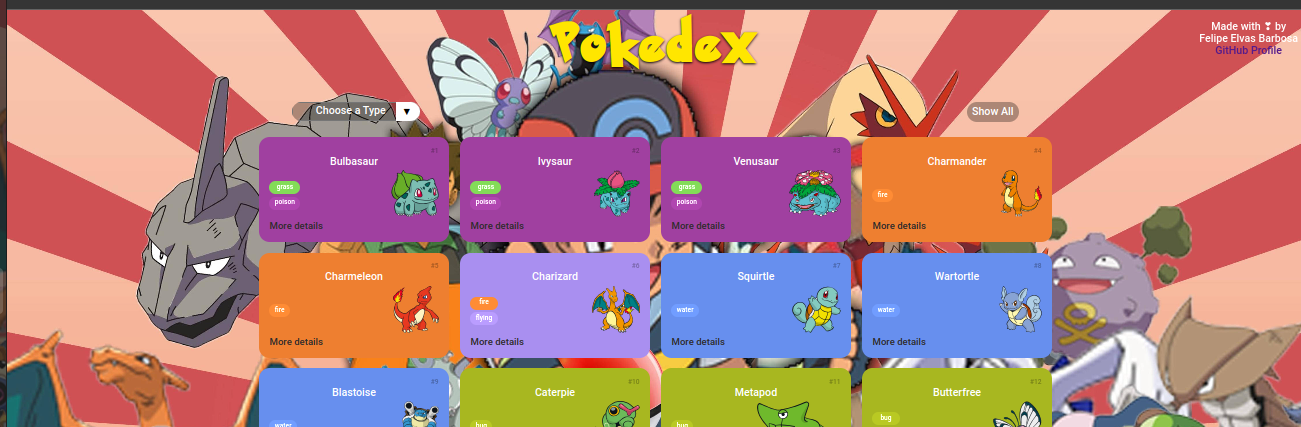 Pokedex
Made with ❣ by
Felipe Elvas Barbosa
GitHub Profile
Choose a Type ▼
Show All
#1
Bulbasaur
grass
poison
More details
#2
Ivysaur
grass
poison
More details
#3
Venusaur
grass
poison
More details
#4
Charmander
fire
More details
#5
Charmeleon
fire
More details
#6
Charizard
fire
flying
More details
#7
Squirtle
water
More details
#8
Wartortle
water
More details
#9
Blastoise
water
#10
Caterpie
bug
#11
Metapod
bug
#12
Butterfree
bug